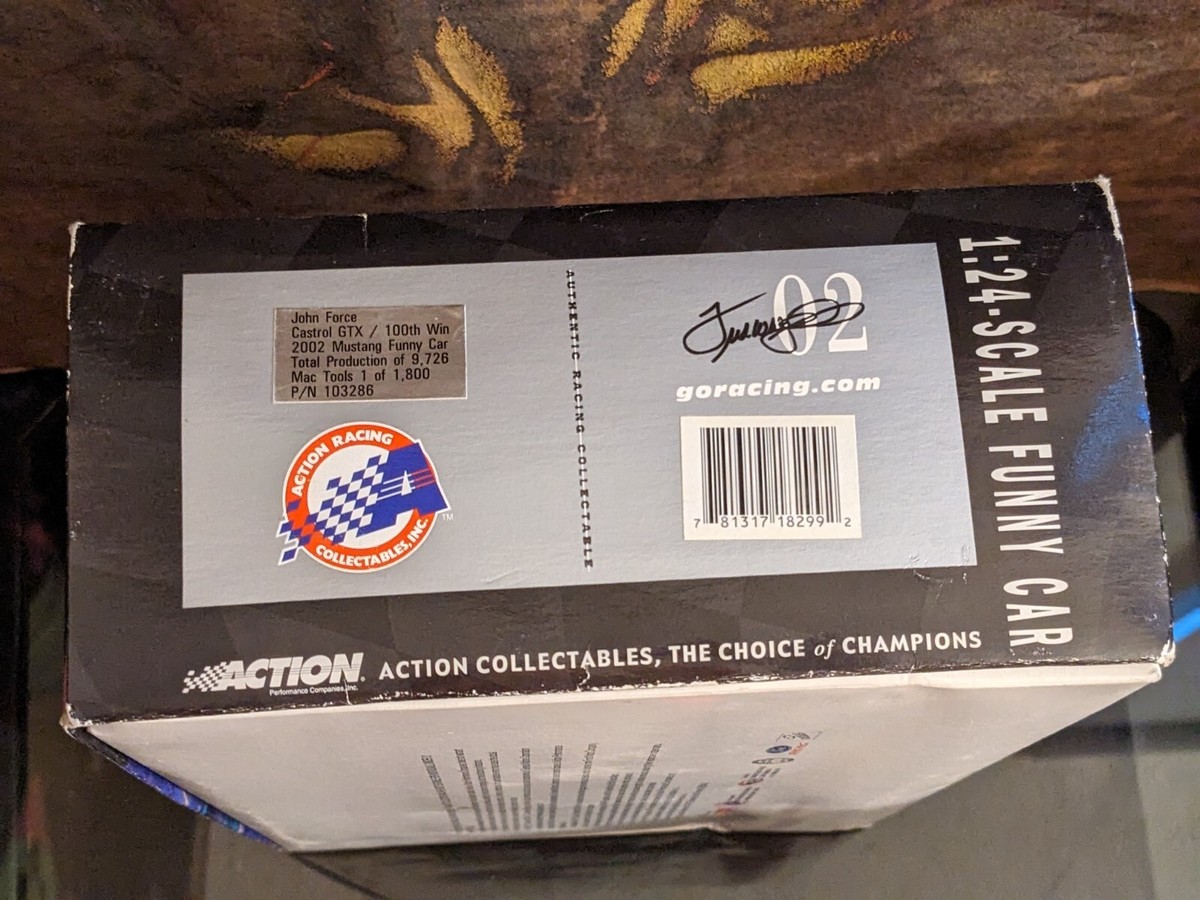 John Force
Castrol GTX / 100th Win
2002 Mustang Funny Car
Total Production of 9,726
Mac Tools 1 of 1,800
P/N 103286
ACTION RACING
COLLECTABLES, INC.
TM
AUTHENTIC RACING COLLECTABLE
02
goracing.com
7 81317 18299 2
1:24-SCALE FUNNY CAR
ACTION
Performance Companies, Inc.
ACTION COLLECTABLES, THE CHOICE of CHAMPIONS